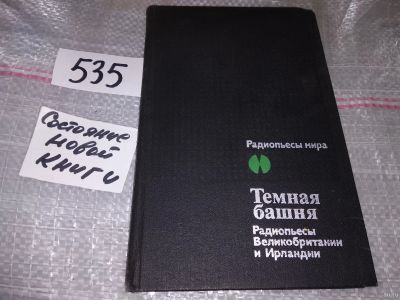 535
Состояние
новой
книги
Радиопьесы мира
Темная
башня
Радиопьесы
Великобритании
и Ирландии